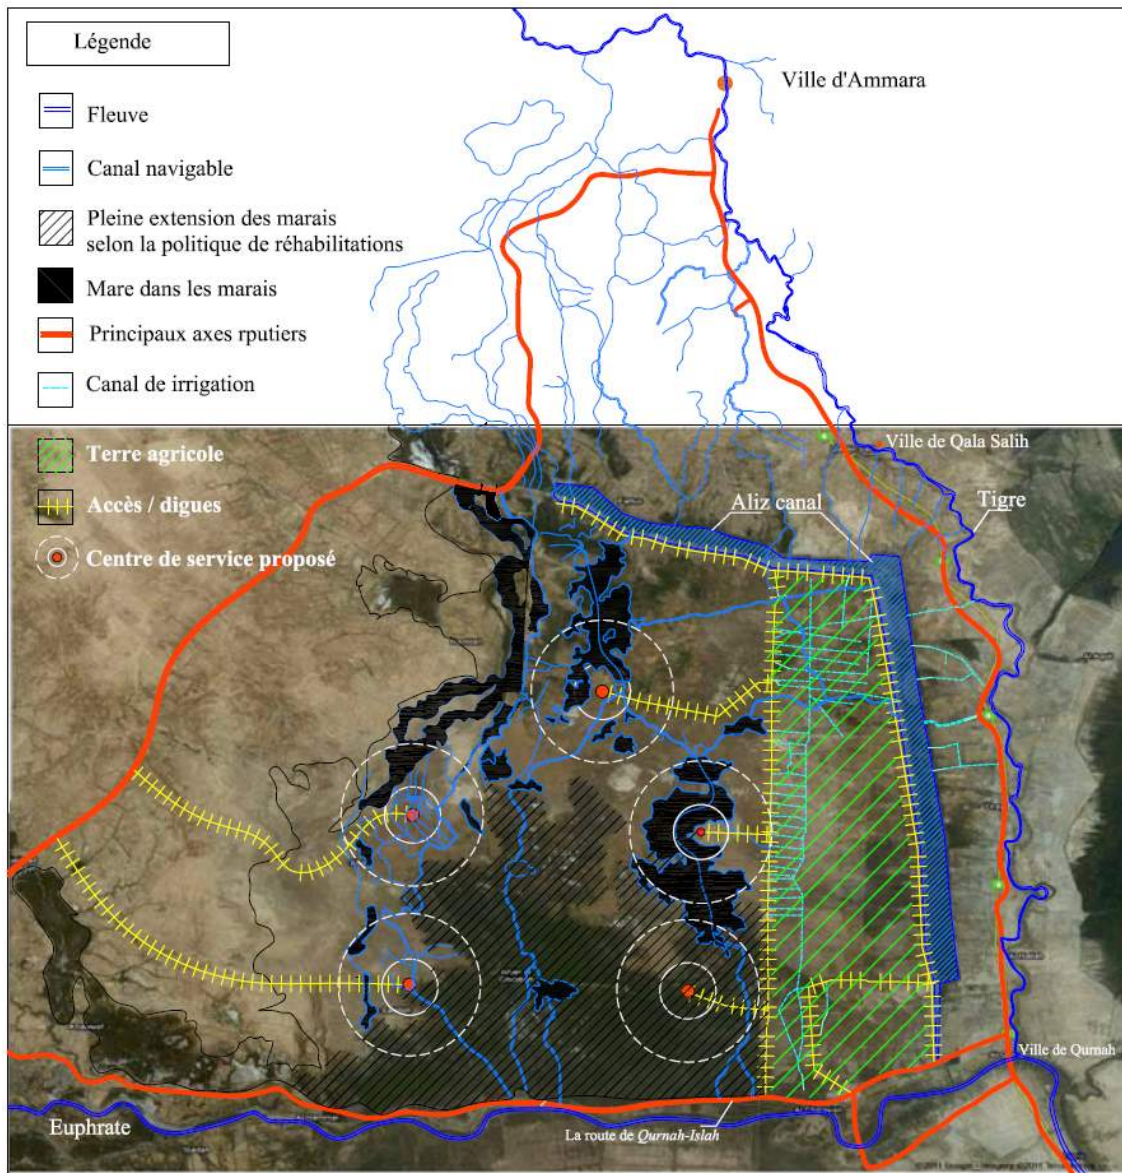 Légende
Fleuve
Canal navigable
Pleine extension des marais
selon la politique de réhabilitations
Mare dans les marais
Principaux axes rputiers
Canal de irrigation
Terre agricole
Accès / digues
Centre de service proposé
Ville d'Ammara
Ville de Qala Salih
Aliz canal
Tigre
Ville de Qurnah
La route de Qurnah-Islah
Euphrate